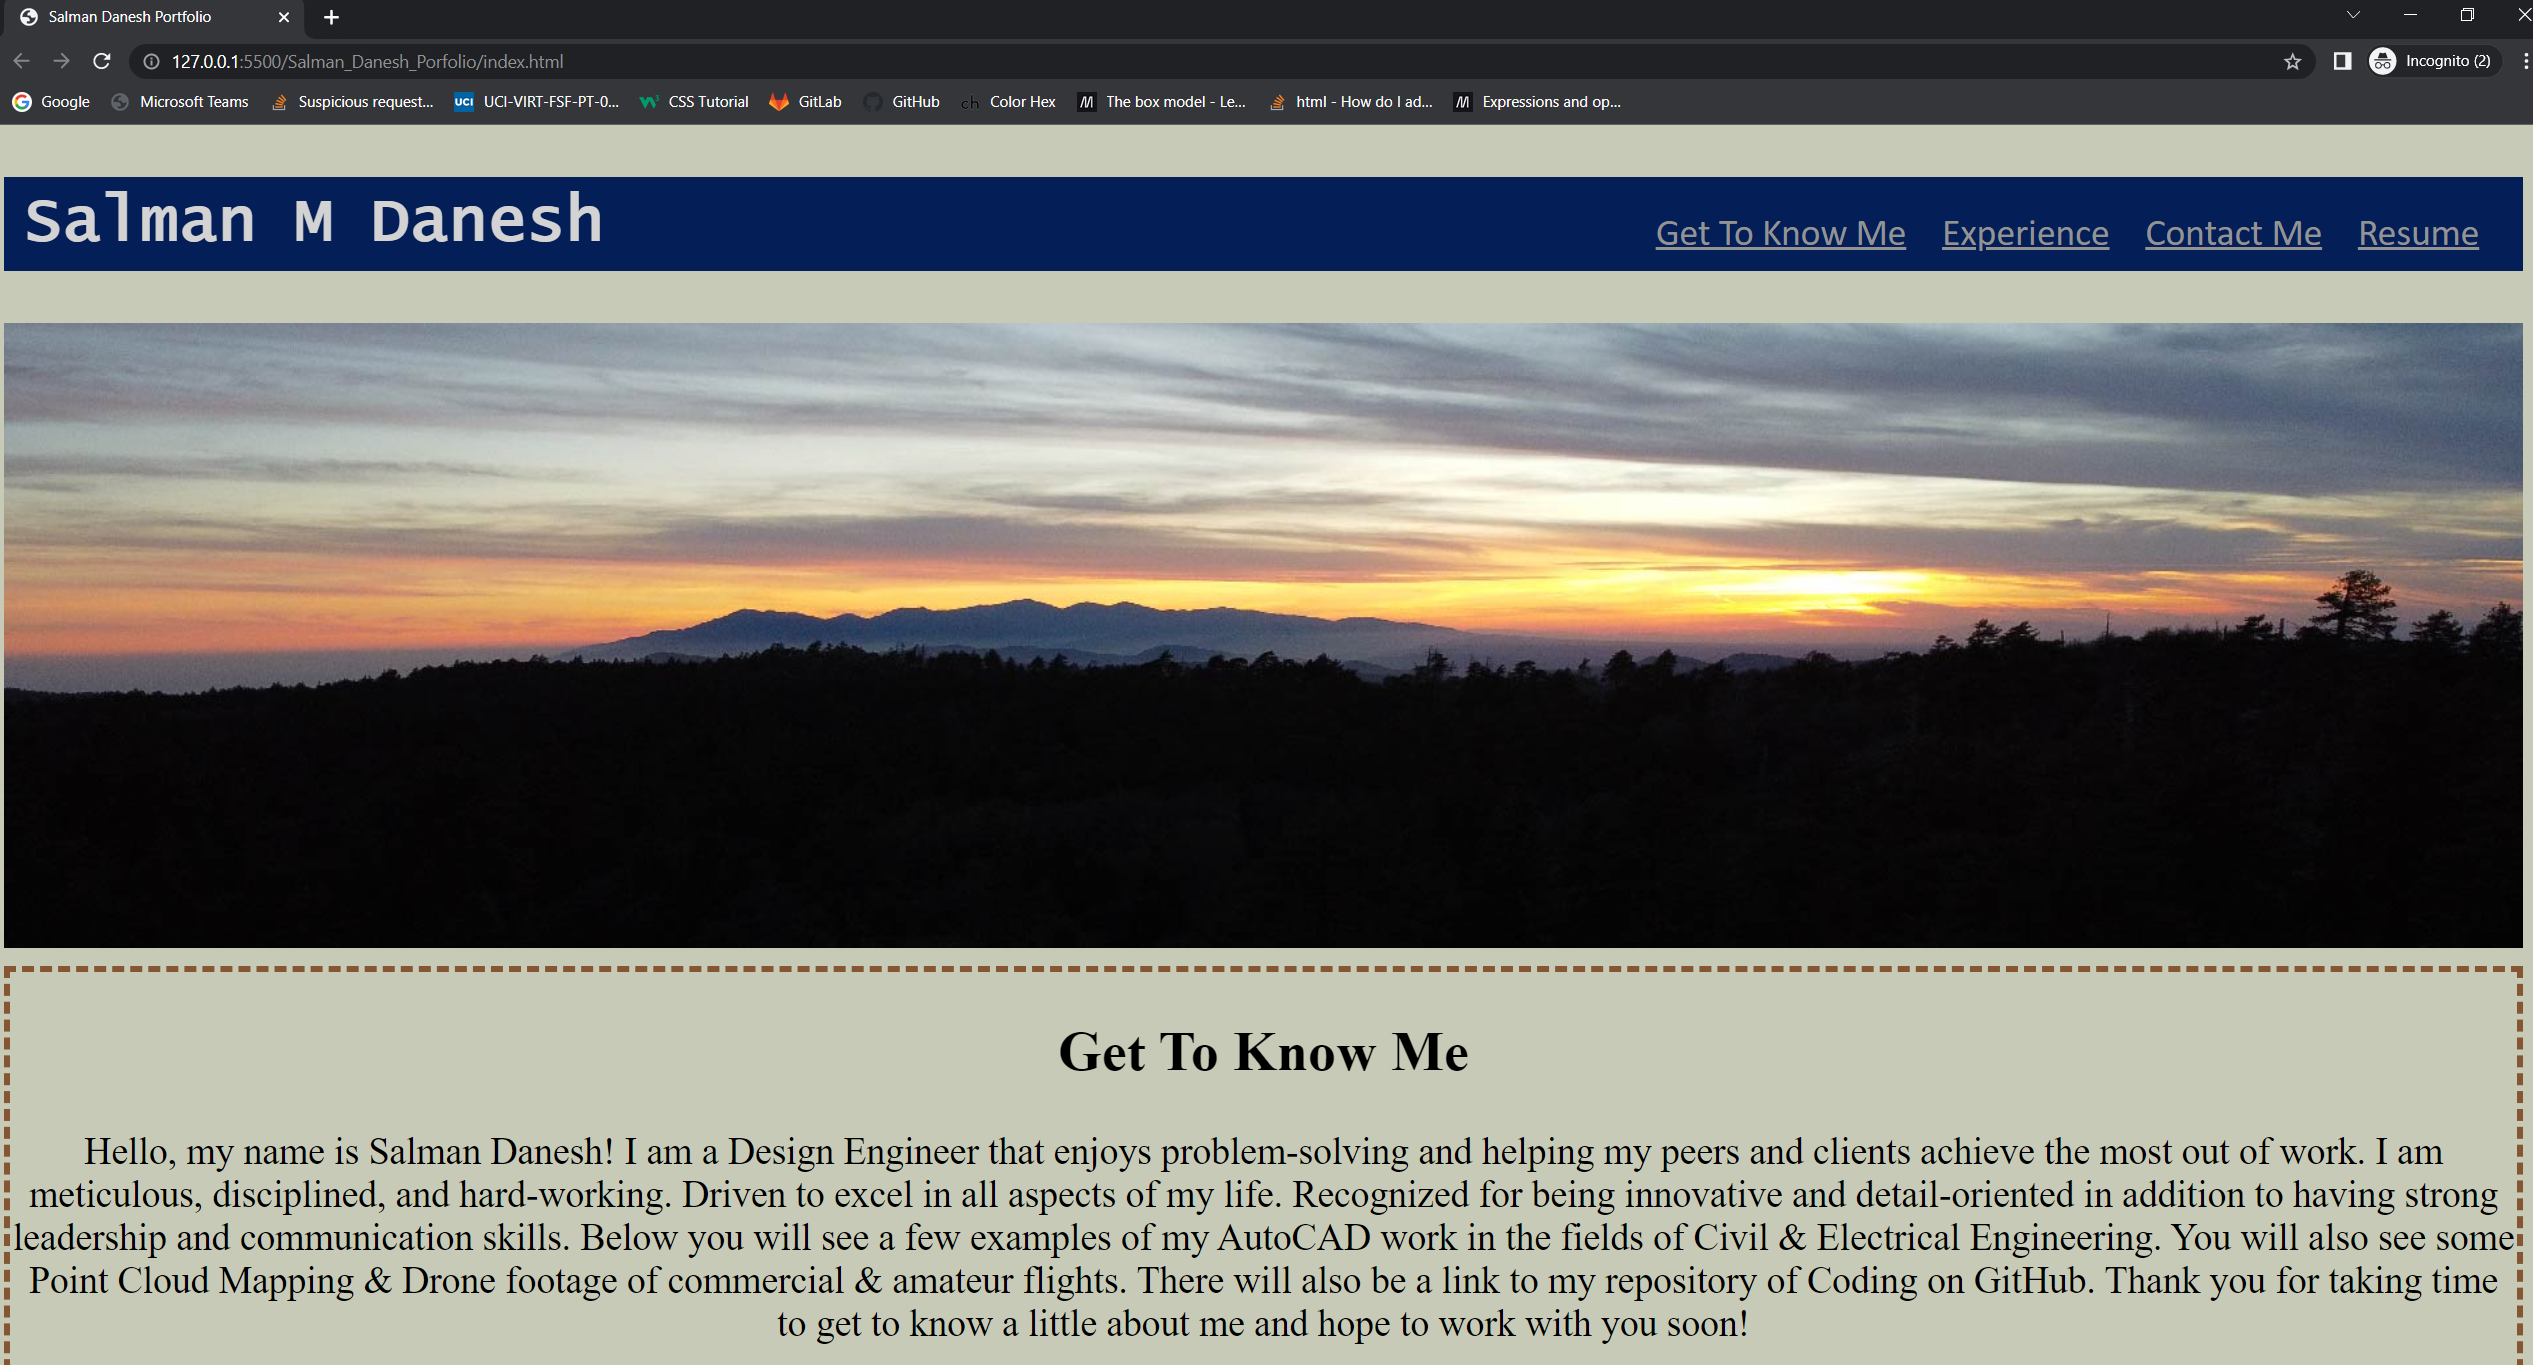 Salman Danesh Portfolio
127.0.0.1:5500/Salman_Danesh_Porfolio/index.html
Incognito (2)
Google Microsoft Teams Suspicious request... UCI UCI-VIRT-FSF-PT-0... CSS Tutorial GitLab GitHub ch Color Hex The box model - Le... html - How do I ad... Expressions and op...
Salman M Danesh
Get To Know Me Experience Contact Me Resume
Get To Know Me
Hello, my name is Salman Danesh! I am a Design Engineer that enjoys problem-solving and helping my peers and clients achieve the most out of work. I am
meticulous, disciplined, and hard-working. Driven to excel in all aspects of my life. Recognized for being innovative and detail-oriented in addition to having strong
leadership and communication skills. Below you will see a few examples of my AutoCAD work in the fields of Civil & Electrical Engineering. You will also see some
Point Cloud Mapping & Drone footage of commercial & amateur flights. There will also be a link to my repository of Coding on GitHub. Thank you for taking time
to get to know a little about me and hope to work with you soon!